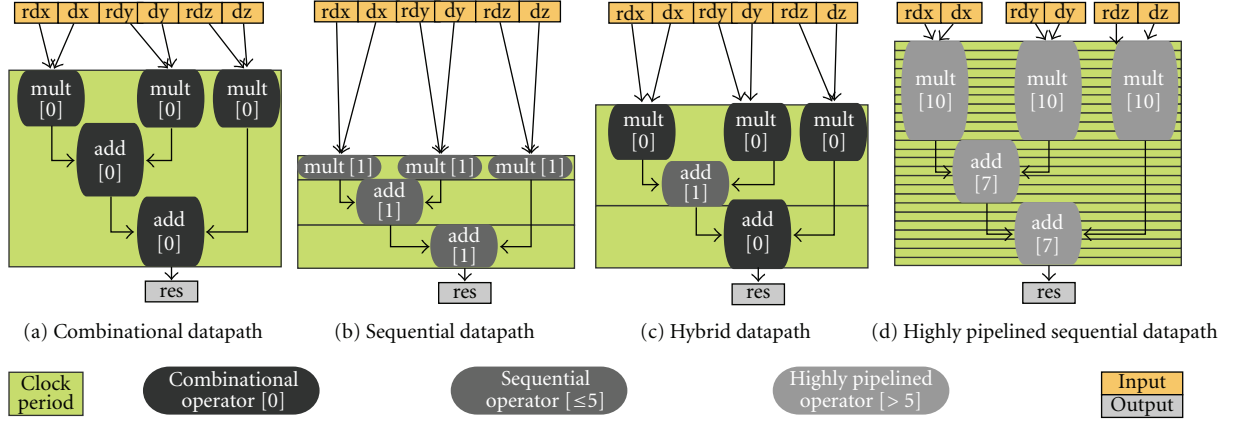 rdx dx rdy dy rdz dz
mult
[0]
mult
[0]
mult
[0]
add
[0]
add
[0]
res
(a) Combinational datapath
rdx dx rdy dy rdz dz
mult [1]
mult [1]
mult [1]
add
[1]
add
[1]
res
(b) Sequential datapath
rdx dx rdy dy rdz dz
mult
[0]
mult
[0]
mult
[0]
add
[1]
add
[0]
res
(c) Hybrid datapath
rdx dx rdy dy rdz dz
mult
[10]
mult
[10]
mult
[10]
add
[7]
add
[7]
res
(d) Highly pipelined sequential datapath
Clock
period
Combinational
operator [0]
Sequential
operator [≤5]
Highly pipelined
operator [> 5]
Input
Output